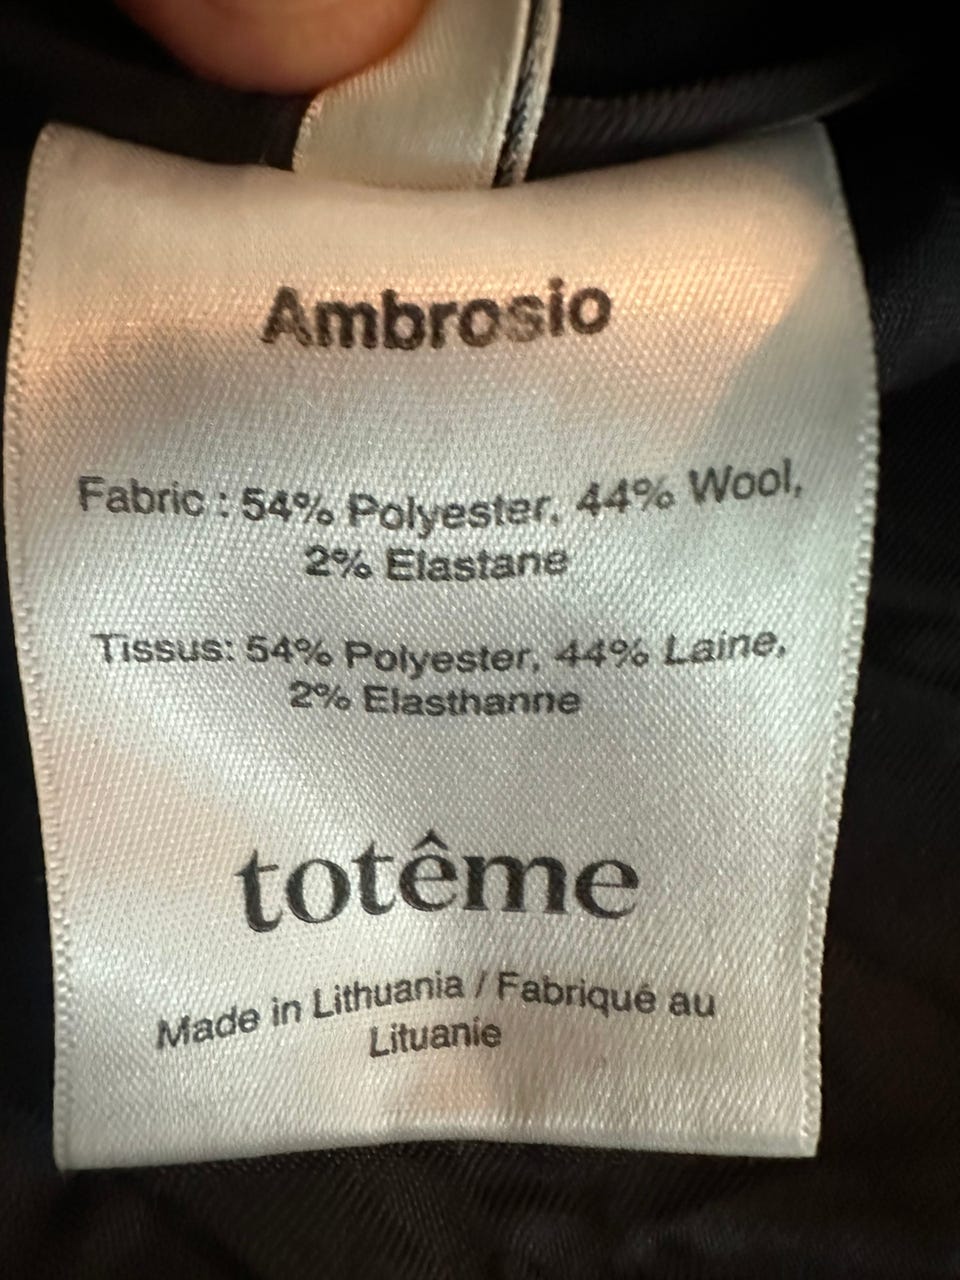 Ambrosio
Fabric : 54% Polyester, 44% Wool,
2% Elastane
Tissus: 54% Polyester, 44% Laine,
2% Elasthanne
totême
Made in Lithuania / Fabriqué au
Lituanie